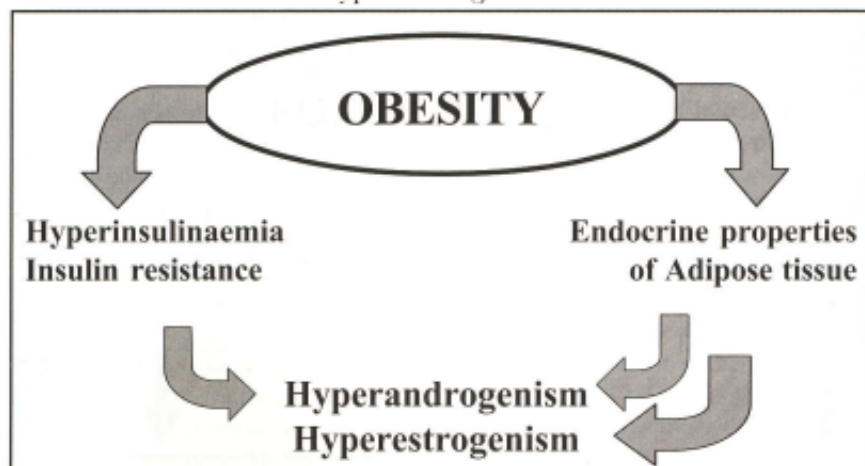 OBESITY
Hyperinsulinaemia
Insulin resistance
Endocrine properties
of Adipose tissue
Hyperandrogenism
Hyperestrogenism